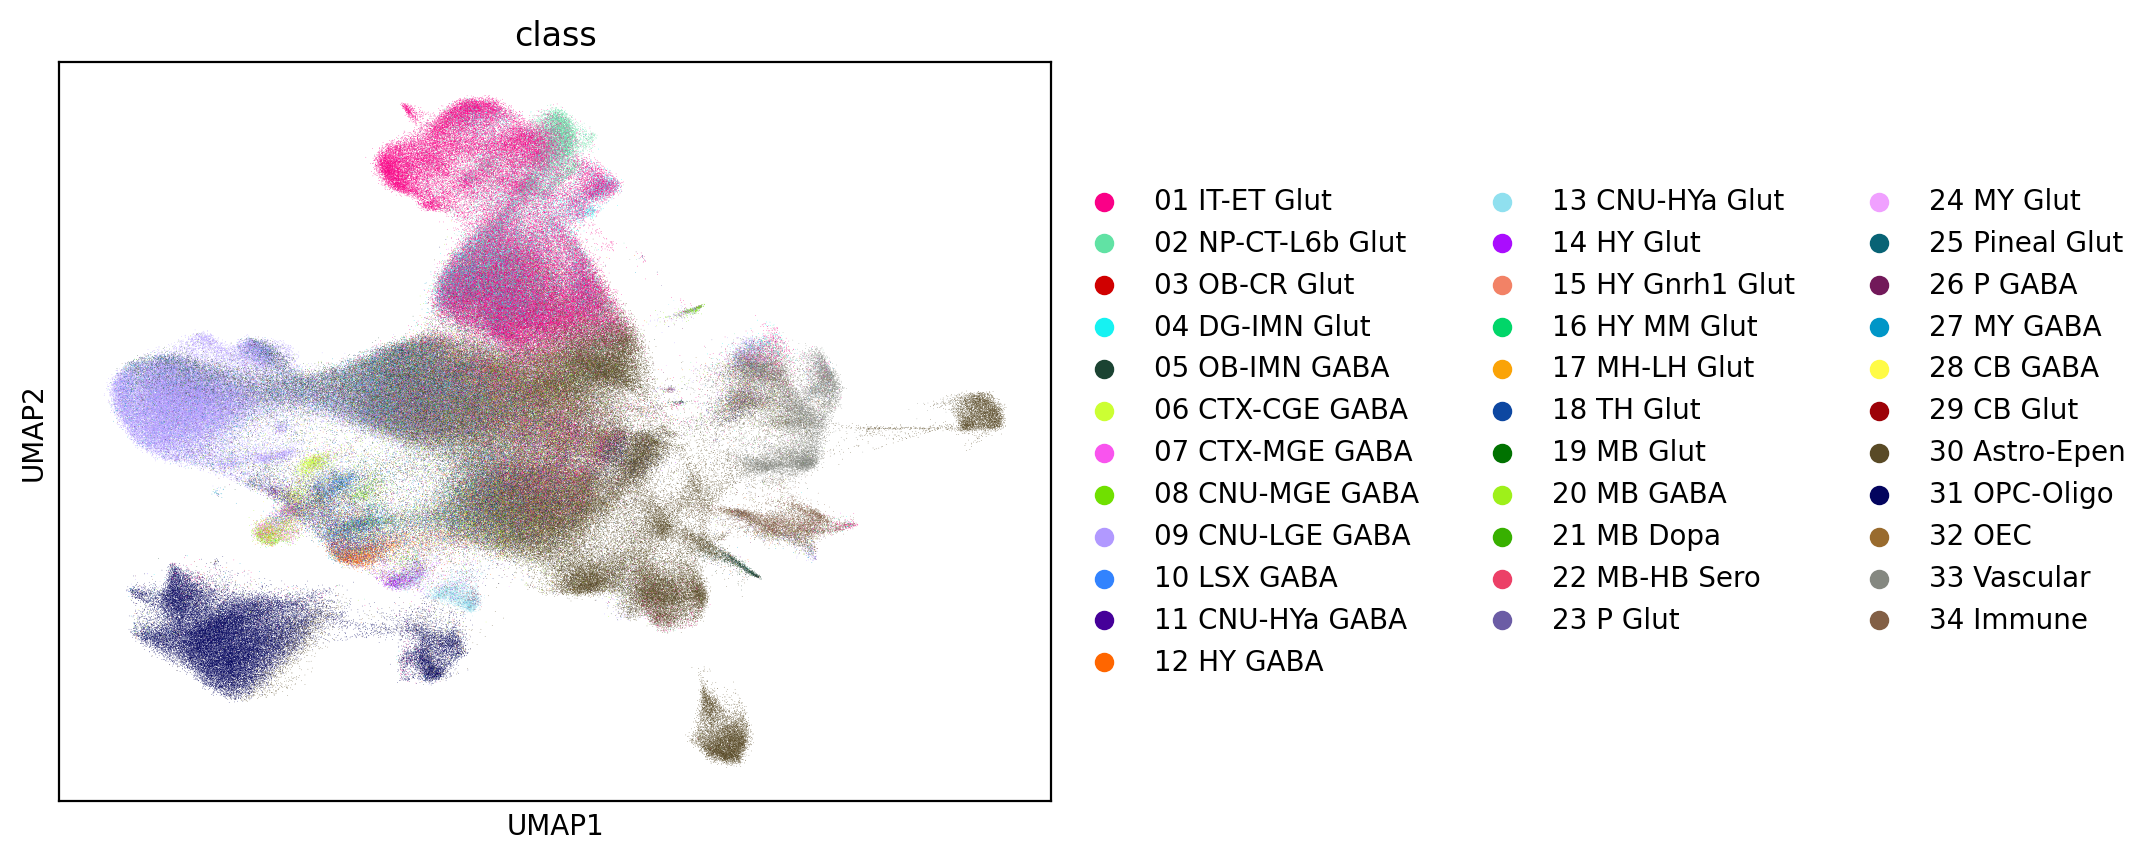 class
UMAP2
UMAP1
01 IT-ET Glut
02 NP-CT-L6b Glut
03 OB-CR Glut
04 DG-IMN Glut
05 OB-IMN GABA
06 CTX-CGE GABA
07 CTX-MGE GABA
08 CNU-MGE GABA
09 CNU-LGE GABA
10 LSX GABA
11 CNU-HYa GABA
12 HY GABA
13 CNU-HYa Glut
14 HY Glut
15 HY Gnrh1 Glut
16 HY MM Glut
17 MH-LH Glut
18 TH Glut
19 MB Glut
20 MB GABA
21 MB Dopa
22 MB-HB Sero
23 P Glut
24 MY Glut
25 Pineal Glut
26 P GABA
27 MY GABA
28 CB GABA
29 CB Glut
30 Astro-Epen
31 OPC-Oligo
32 OEC
33 Vascular
34 Immune